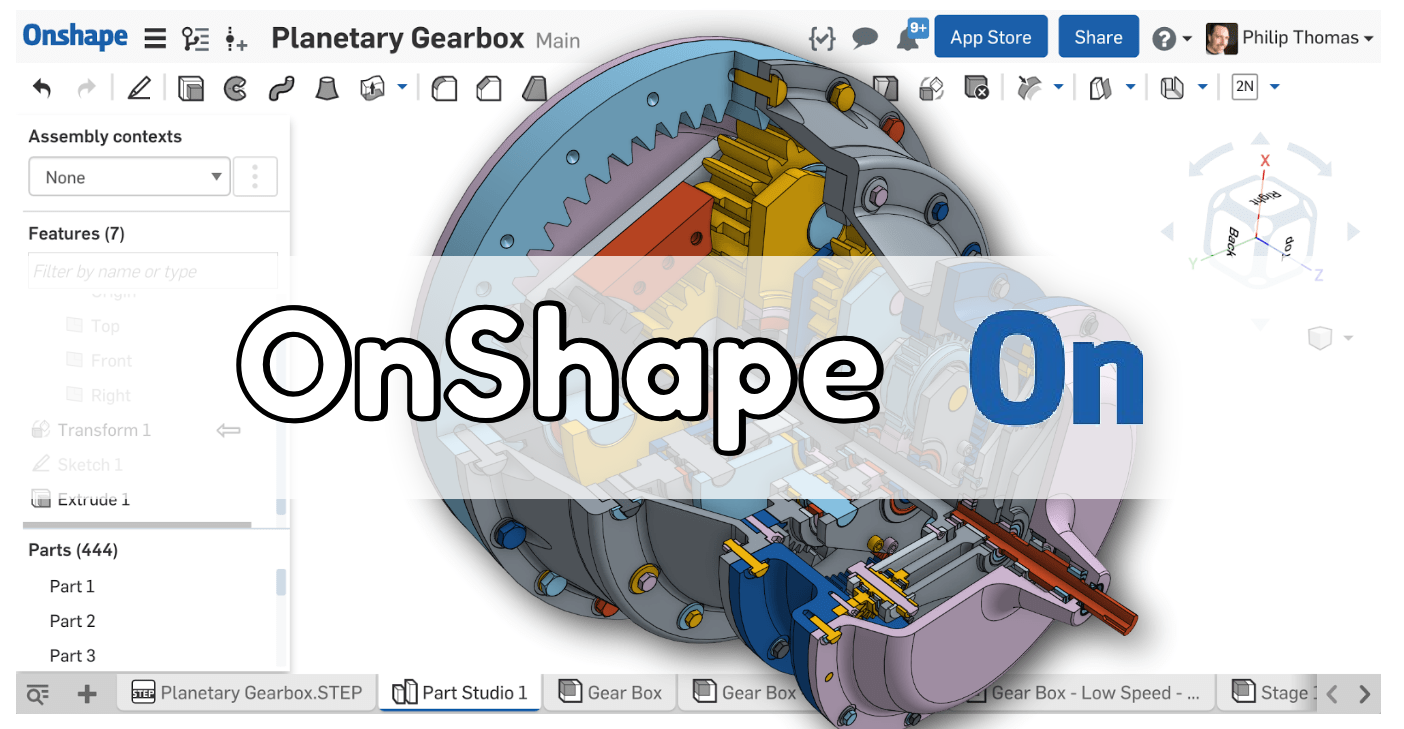 Onshape Planetary Gearbox Main 9+ App Store Share ? Philip Thomas
2N
Assembly contexts
None
Features (7)
Filter by name or type
Origin
Top
Front
Right
Transform 1
Sketch 1
Extrude 1
Parts (444)
Part 1
Part 2
Part 3
X
Right
Back
Top
Y
Z
OnShape On
STEP Planetary Gearbox.STEP Part Studio 1 Gear Box Gear Box Gear Box - Low Speed - ... Stage